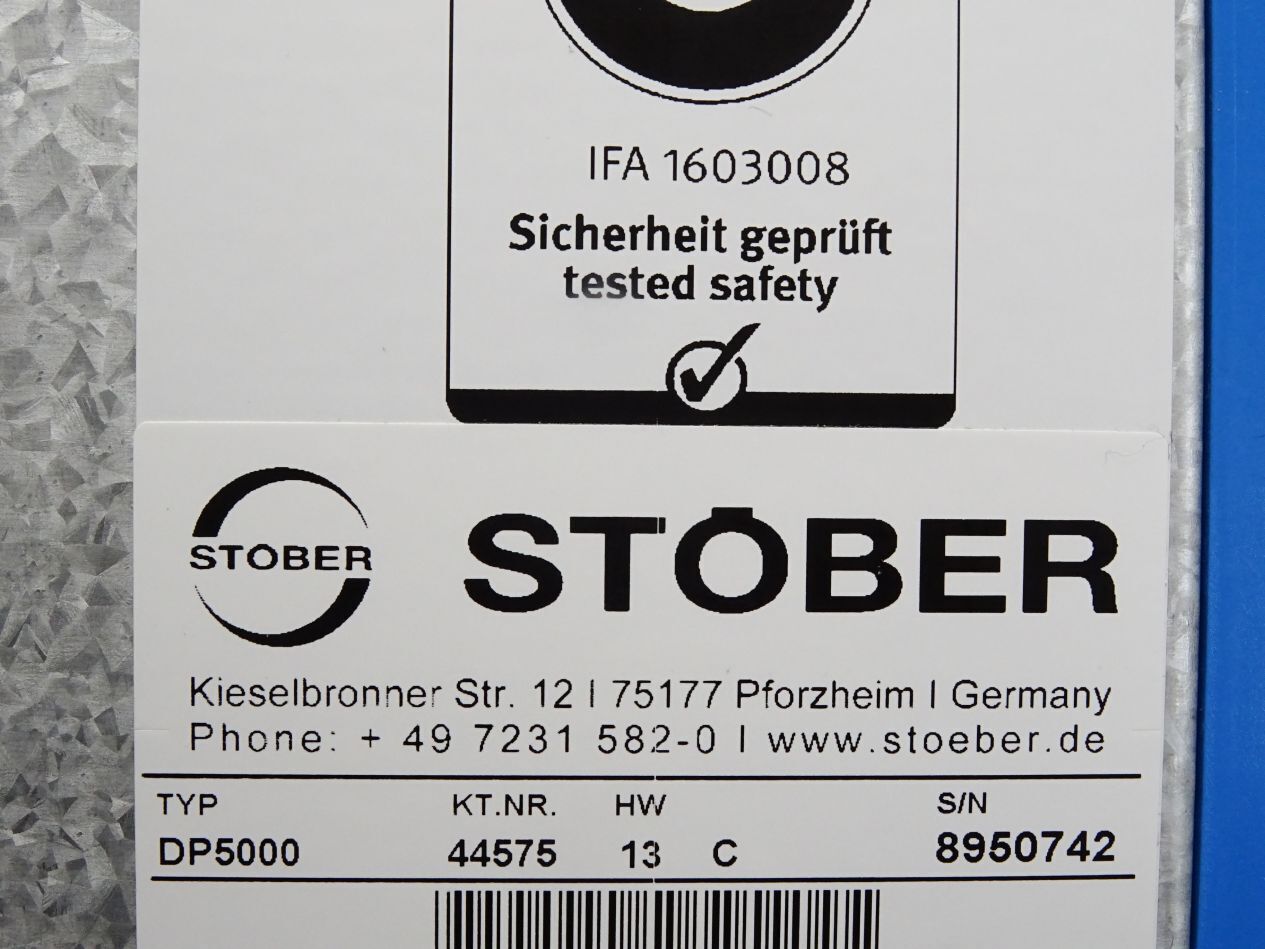 IFA 1603008
Sicherheit geprüft
tested safety
STÖBER
STÖBER
Kieselbronner Str. 12 | 75177 Pforzheim | Germany
Phone: + 49 7231 582-0 | www.stoeber.de
TYP KT.NR. HW S/N
DP5000 44575 13 C 8950742